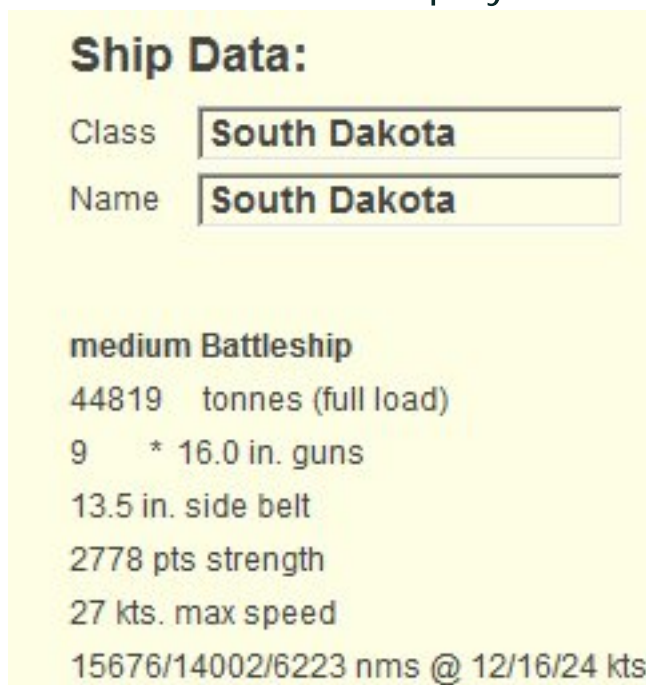 Ship Data:
Class South Dakota
Name South Dakota
medium Battleship
44819 tonnes (full load)
9 * 16.0 in. guns
13.5 in. side belt
2778 pts strength
27 kts. max speed
15676/14002/6223 nms @ 12/16/24 kts